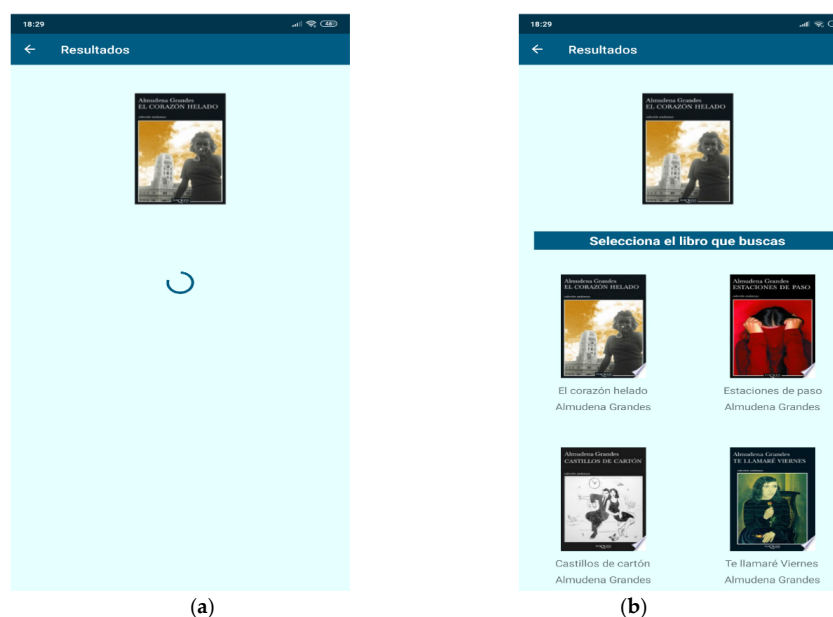 18:29
48
Resultados
Almudena Grandes
EL CORAZÓN HELADO
(a)
18:29
Resultados
Almudena Grandes
EL CORAZÓN HELADO
Selecciona el libro que buscas
Almudena Grandes
EL CORAZÓN HELADO
Almudena Grandes
ESTACIONES DE PASO
El corazón helado
Almudena Grandes
Estaciones de paso
Almudena Grandes
Almudena Grandes
CASTILLOS DE CARTÓN
Almudena Grandes
TE LLAMARÉ VIERNES
Castillos de cartón
Almudena Grandes
Te llamaré Viernes
Almudena Grandes
(b)